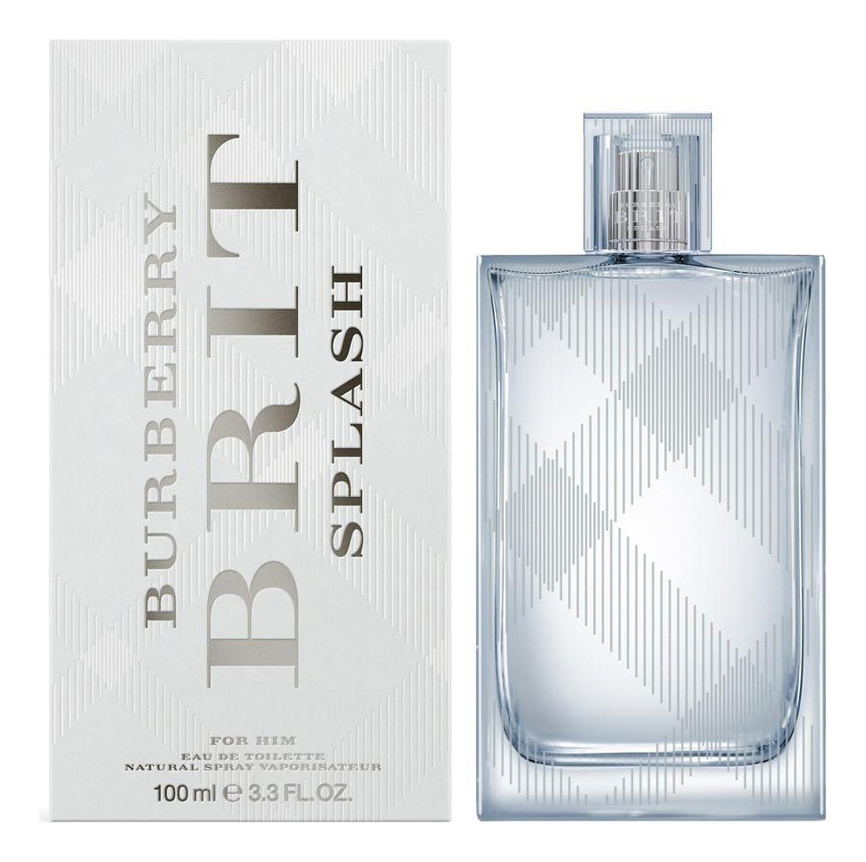 BURBERRY
BRIT
SPLASH
FOR HIM
EAU DE TOILETTE
NATURAL SPRAY VAPORISATEUR
100 ml ℮ 3.3 FL.OZ.
BURBERRY
BRIT